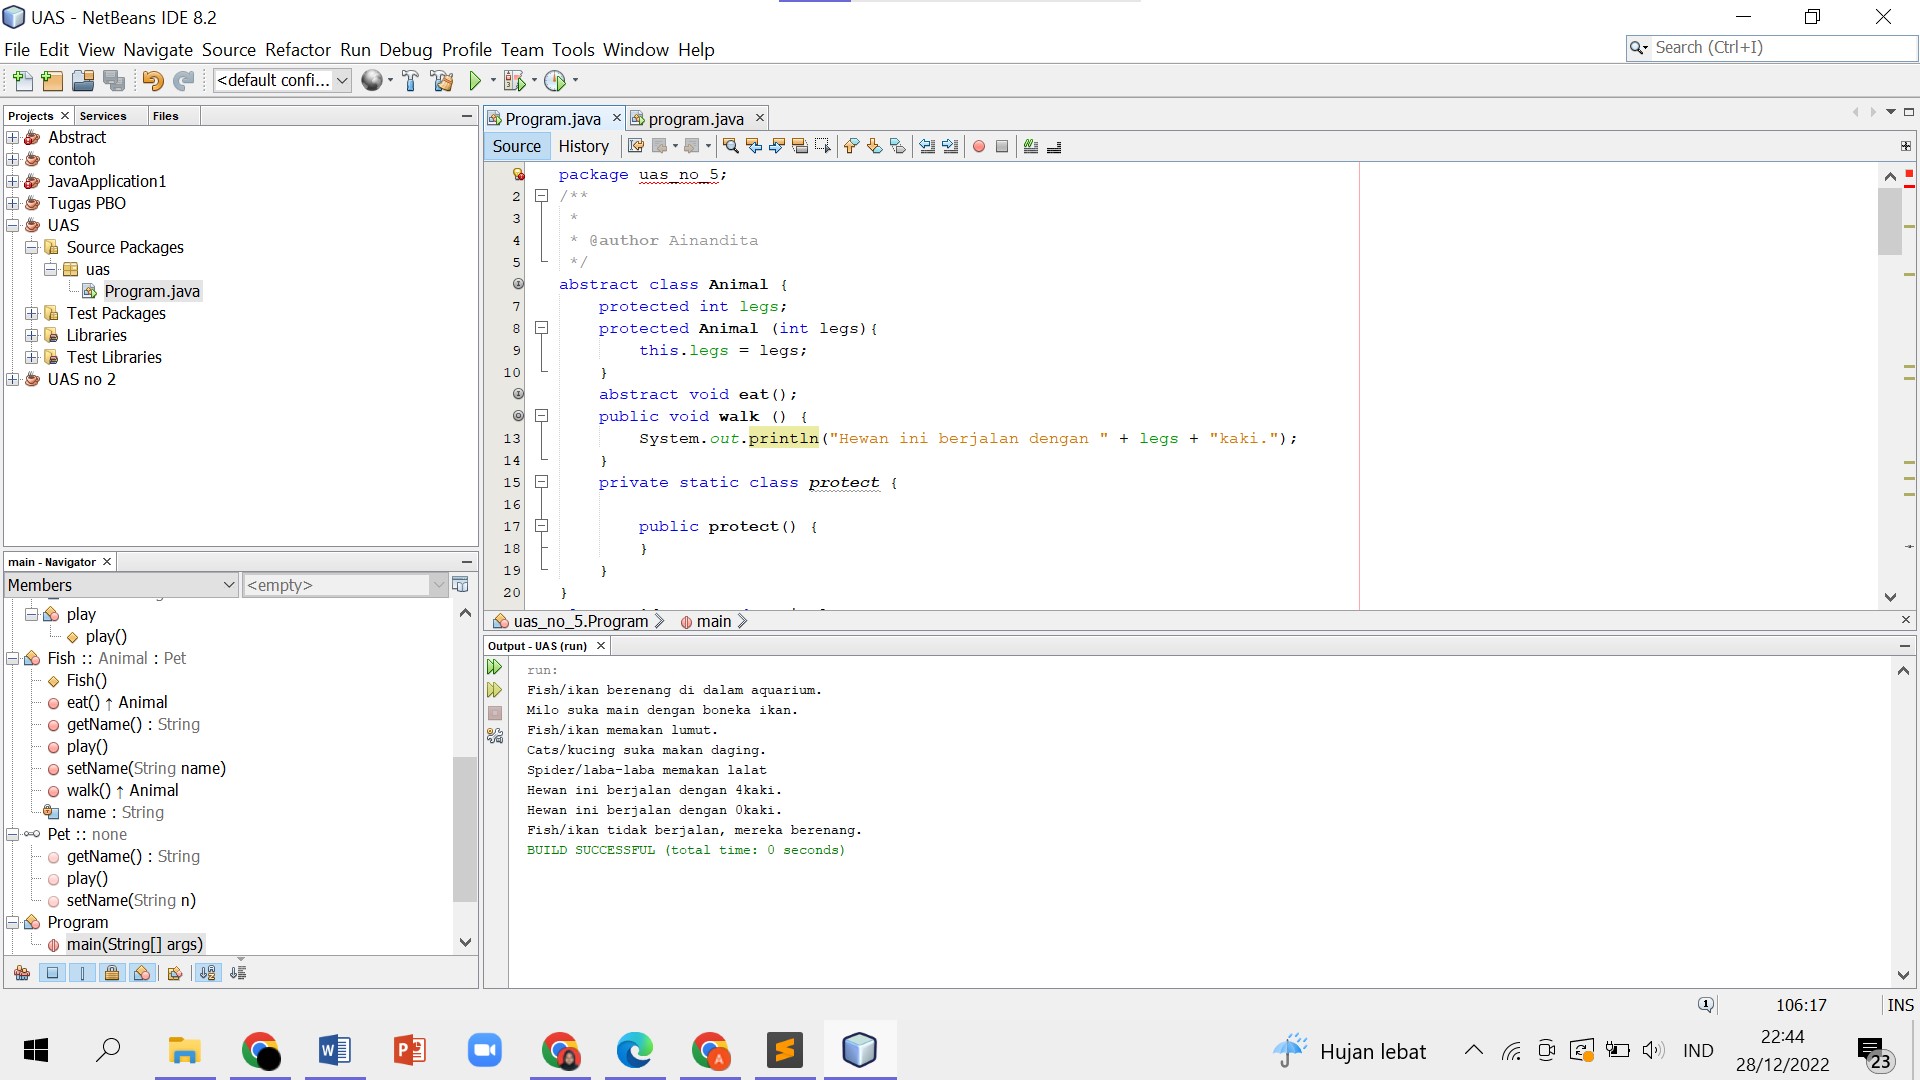 UAS - NetBeans IDE 8.2
File Edit View Navigate Source Refactor Run Debug Profile Team Tools Window Help
Search (Ctrl+I)
<default confi...
Projects Services Files
Abstract
contoh
JavaApplication1
Tugas PBO
UAS
Source Packages
uas
Program.java
Test Packages
Libraries
Test Libraries
UAS no 2
main - Navigator
Members
<empty>
play
play()
Fish :: Animal : Pet
Fish()
eat() ↑ Animal
getName() : String
play()
setName(String name)
walk() ↑ Animal
name : String
Pet :: none
getName() : String
play()
setName(String n)
Program
main(String[] args)
Program.java program.java
Source History
package uas_no_5;
2 /**
3 *
4 * @author Ainandita
5 */
abstract class Animal {
7 protected int legs;
8 protected Animal (int legs){
9 this.legs = legs;
10 }
abstract void eat();
public void walk () {
13 System.out.println("Hewan ini berjalan dengan " + legs + "kaki.");
14 }
15 private static class protect {
16
17 public protect() {
18 }
19 }
20 }
uas_no_5.Program main
Output - UAS (run)
run:
Fish/ikan berenang di dalam aquarium.
Milo suka main dengan boneka ikan.
Fish/ikan memakan lumut.
Cats/kucing suka makan daging.
Spider/laba-laba memakan lalat
Hewan ini berjalan dengan 4kaki.
Hewan ini berjalan dengan 0kaki.
Fish/ikan tidak berjalan, mereka berenang.
BUILD SUCCESSFUL (total time: 0 seconds)
106:17 INS
Hujan lebat
IND
22:44
28/12/2022
23